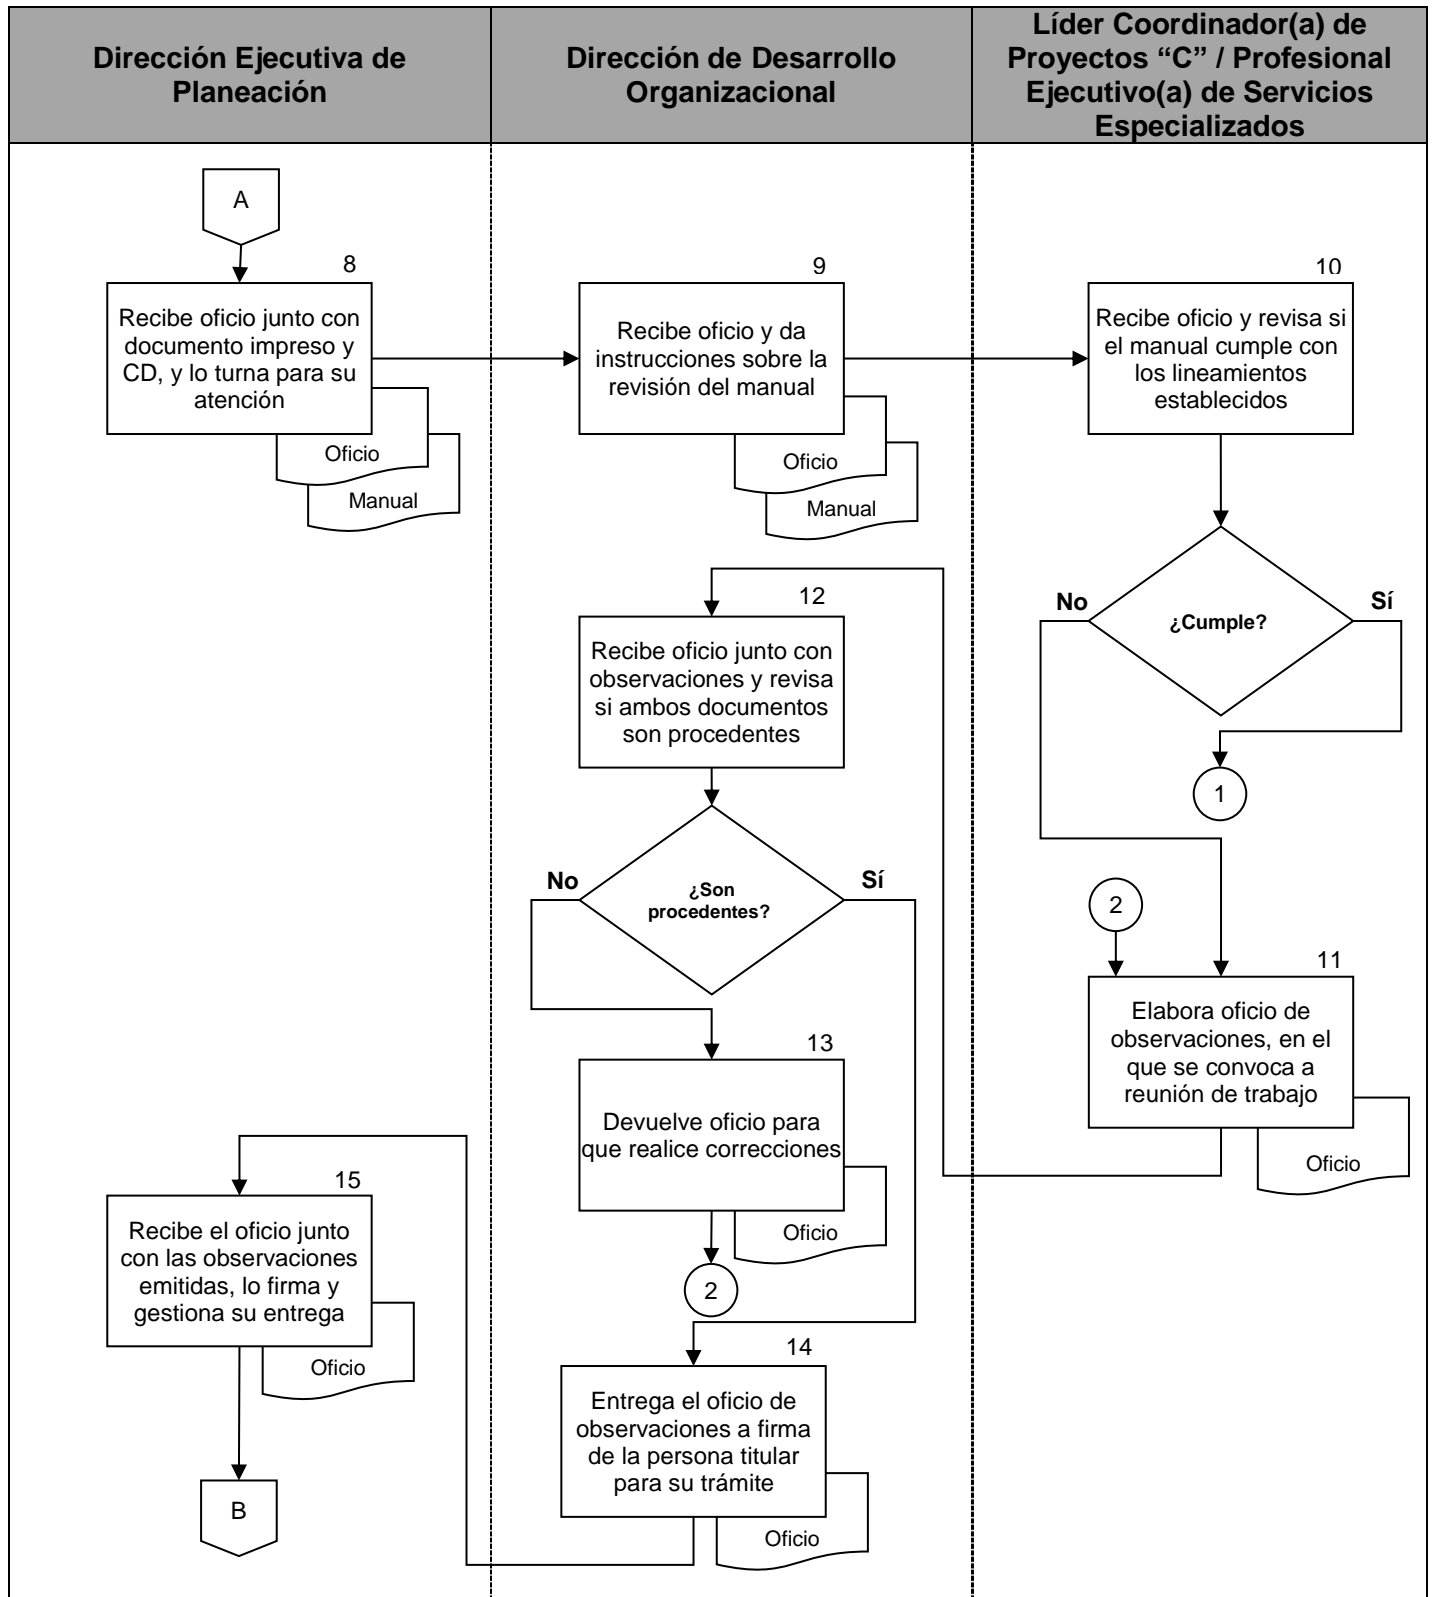 Dirección Ejecutiva de
Planeación
Dirección de Desarrollo
Organizacional
Líder Coordinador(a) de
Proyectos “C” / Profesional
Ejecutivo(a) de Servicios
Especializados
A
8
Recibe oficio junto con
documento impreso y
CD, y lo turna para su
atención
Oficio
Manual
9
Recibe oficio y da
instrucciones sobre la
revisión del manual
Oficio
Manual
10
Recibe oficio y revisa si
el manual cumple con
los lineamientos
establecidos
No
¿Cumple?
Sí
1
2
11
Elabora oficio de
observaciones, en el
que se convoca a
reunión de trabajo
Oficio
12
Recibe oficio junto con
observaciones y revisa
si ambos documentos
son procedentes
No
¿Son
procedentes?
Sí
13
Devuelve oficio para
que realice correcciones
Oficio
2
14
Entrega el oficio de
observaciones a firma
de la persona titular
para su trámite
Oficio
15
Recibe el oficio junto
con las observaciones
emitidas, lo firma y
gestiona su entrega
Oficio
B